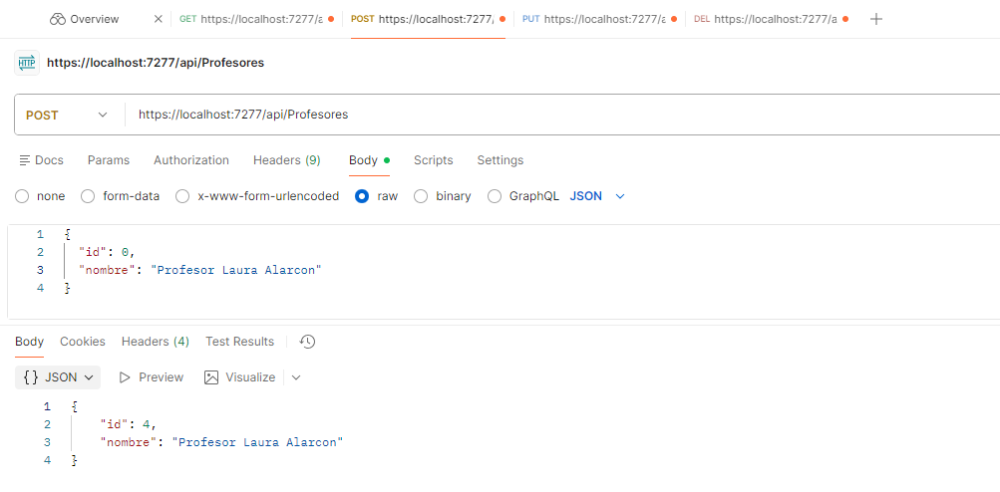 Overview
GET https://localhost:7277/a
POST https://localhost:7277/
PUT https://localhost:7277/a
DEL https://localhost:7277/a
HTTP https://localhost:7277/api/Profesores
POST https://localhost:7277/api/Profesores
Docs Params Authorization Headers (9) Body Scripts Settings
none form-data x-www-form-urlencoded raw binary GraphQL JSON
1 {
2 "id": 0,
3 "nombre": "Profesor Laura Alarcon"
4 }
Body Cookies Headers (4) Test Results
{} JSON Preview Visualize
1 {
2 "id": 4,
3 "nombre": "Profesor Laura Alarcon"
4 }